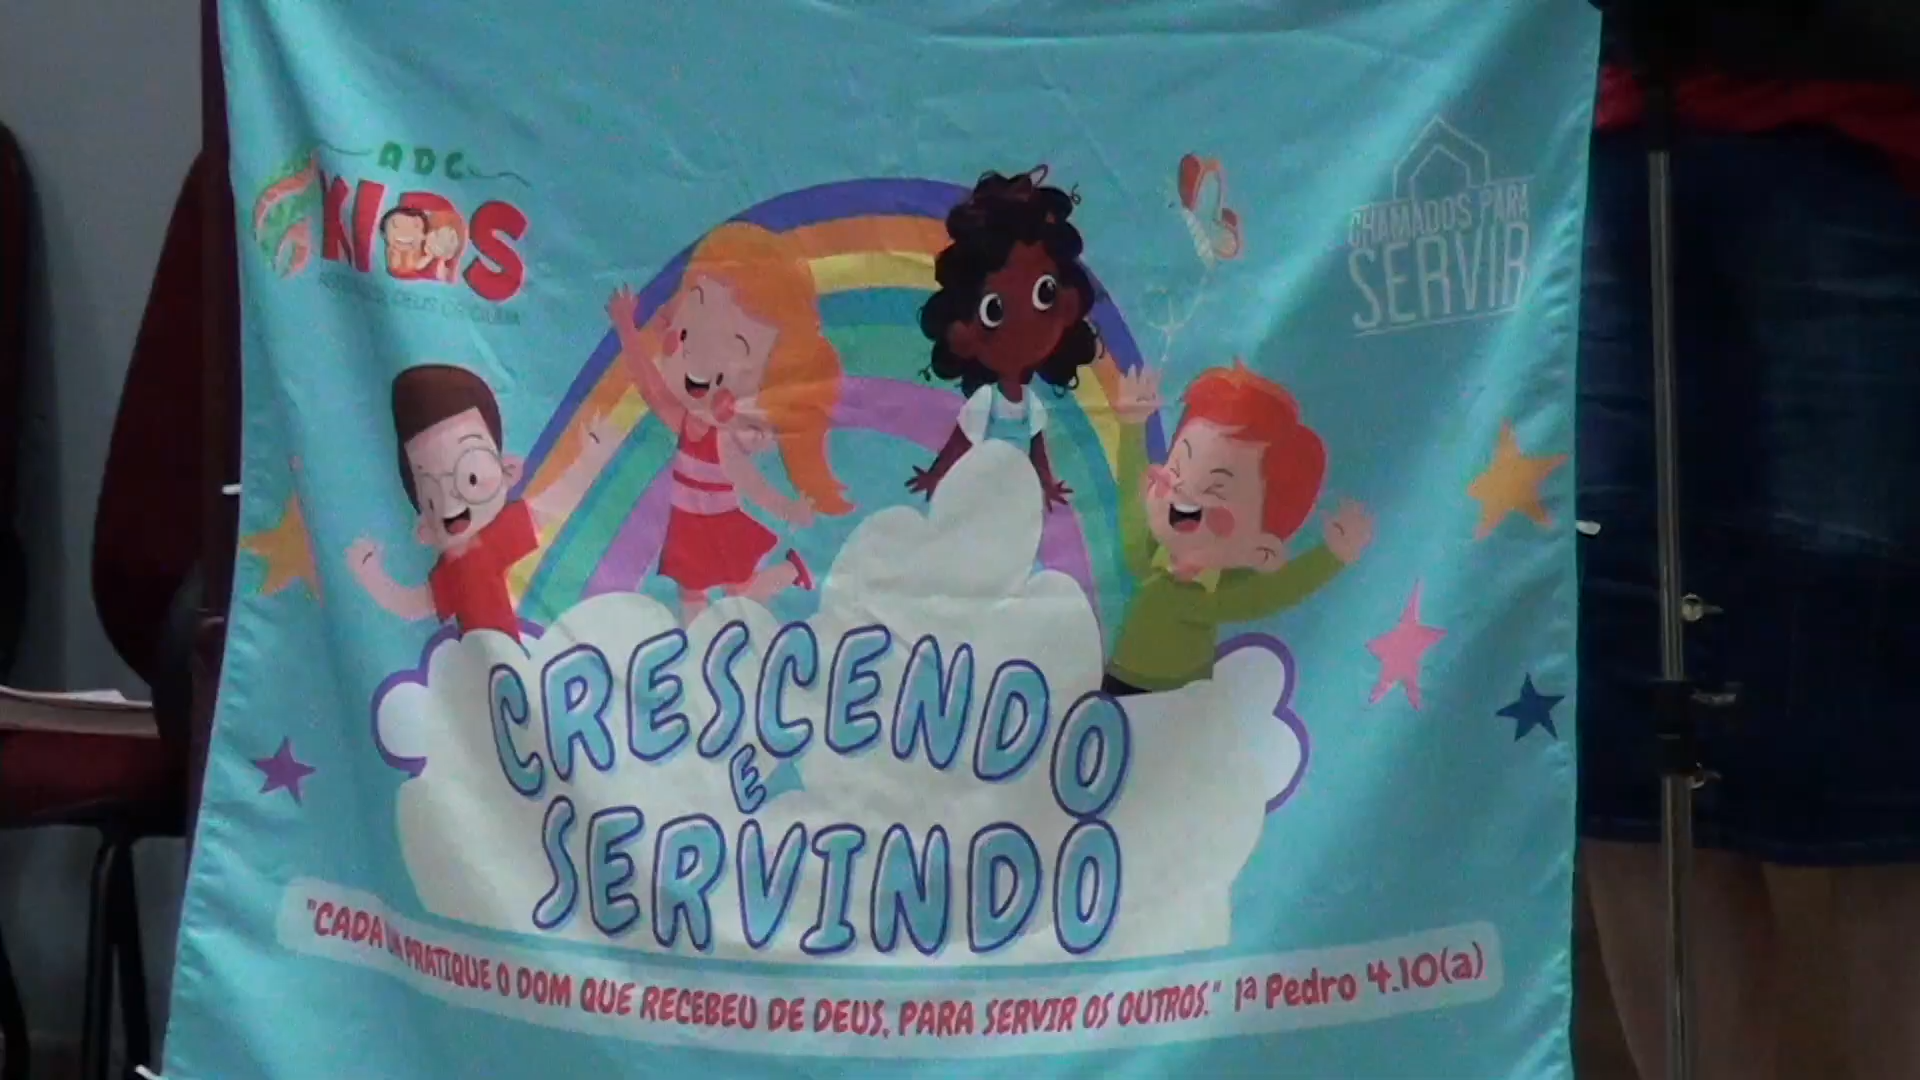 ADC
KIDS
CHAMADOS PARA
SERVIR
CRESCENDO
E
SERVINDO
"CADA UM PRATIQUE O DOM QUE RECEBEU DE DEUS, PARA SERVIR OS OUTROS." 1ª Pedro 4.10(a)